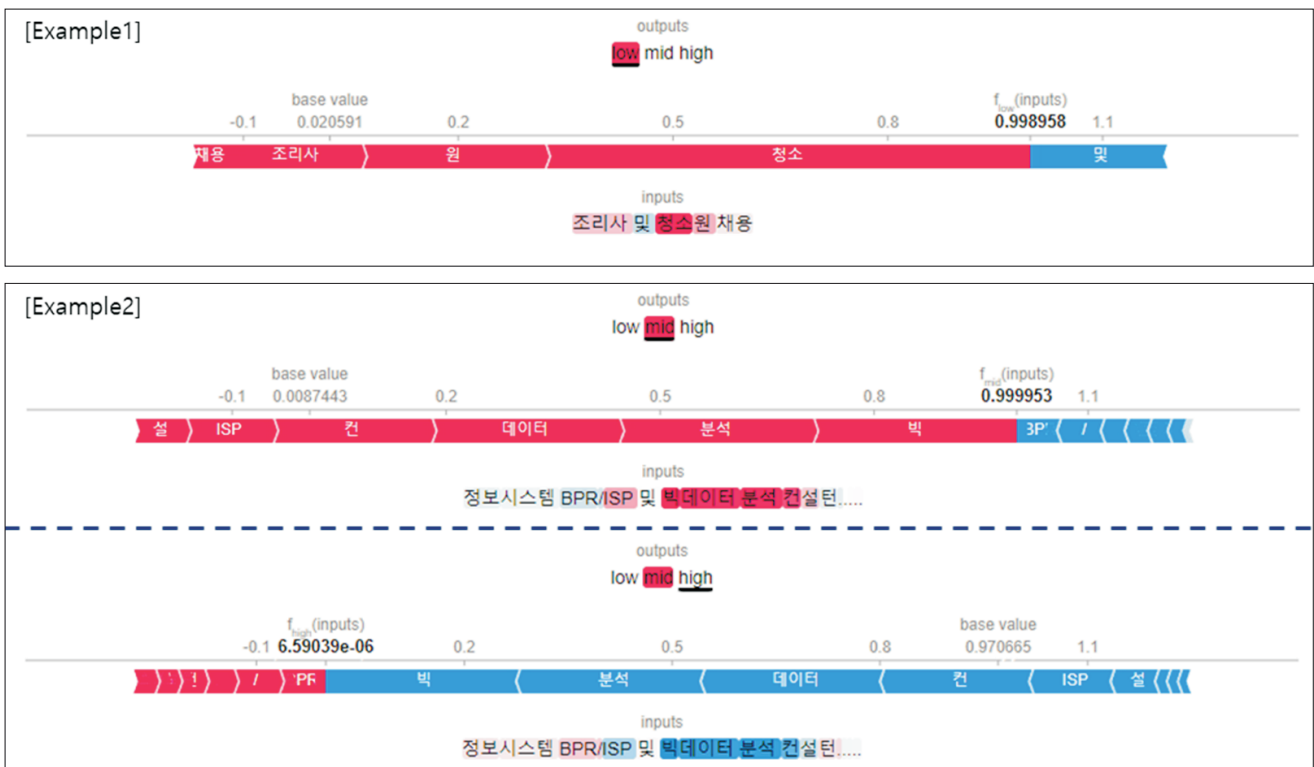 [Example1]
outputs
low mid high
base value
f_low(inputs)
-0.1 0.020591 0.2 0.5 0.8 0.998958 1.1
채용 조리사 원 청소 및
inputs
조리사 및 청소원 채용
[Example2]
outputs
low mid high
base value
f_mid(inputs)
-0.1 0.0087443 0.2 0.5 0.8 0.999953 1.1
설 ISP 컨 데이터 분석 빅 /
inputs
정보시스템 BPR/ISP 및 빅데이터 분석 컨설턴.....
outputs
low mid high
f_high(inputs)
base value
-0.1 6.59039e-06 0.2 0.5 0.8 0.970665 1.1
/ 빅 분석 데이터 컨 ISP 설
inputs
정보시스템 BPR/ISP 및 빅데이터 분석 컨설턴.....